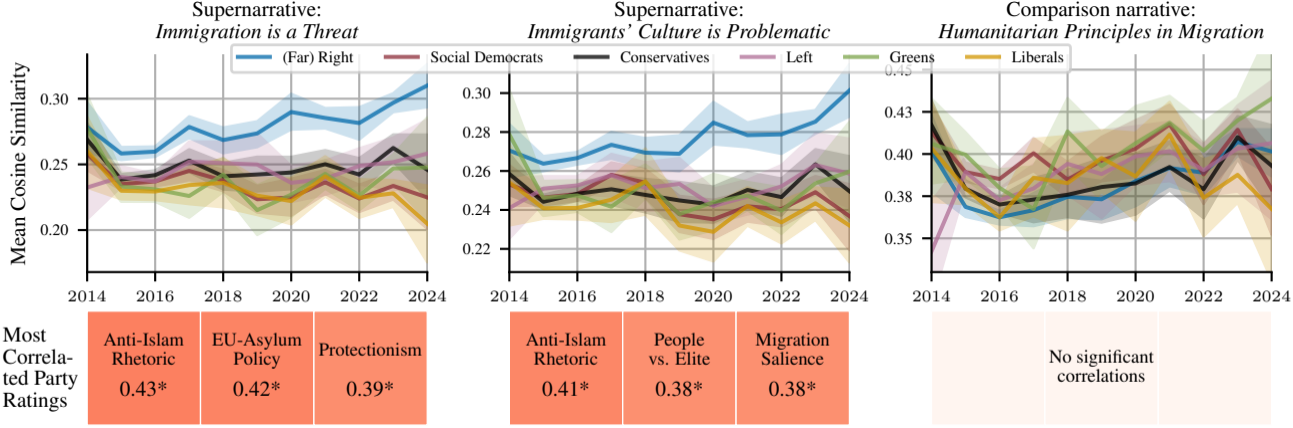 Supernarrative:
Immigration is a Threat
Supernarrative:
Immigrants' Culture is Problematic
Comparison narrative:
Humanitarian Principles in Migration
(Far) Right
Social Democrats
Conservatives
Left
Greens
Liberals
Mean Cosine Similarity
0.30
0.25
0.20
2014 2016 2018 2020 2022 2024
0.30
0.28
0.26
0.24
0.22
2014 2016 2018 2020 2022 2024
0.45
0.43
0.40
0.38
0.35
2014 2016 2018 2020 2022 2024
Most
Correla-
ted Party
Ratings
Anti-Islam
Rhetoric
0.43*
EU-Asylum
Policy
0.42*
Protectionism
0.39*
Anti-Islam
Rhetoric
0.41*
People
vs. Elite
0.38*
Migration
Salience
0.38*
No significant
correlations